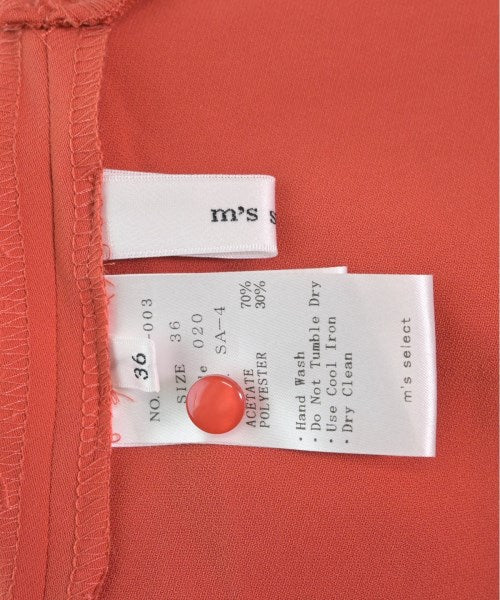 m's s
36
NO. -003
SIZE 36
e 020
SA-4
ACETATE 70%
POLYESTER 30%
· Hand Wash
· Do Not Tumble Dry
· Use Cool Iron
· Dry Clean
m's select